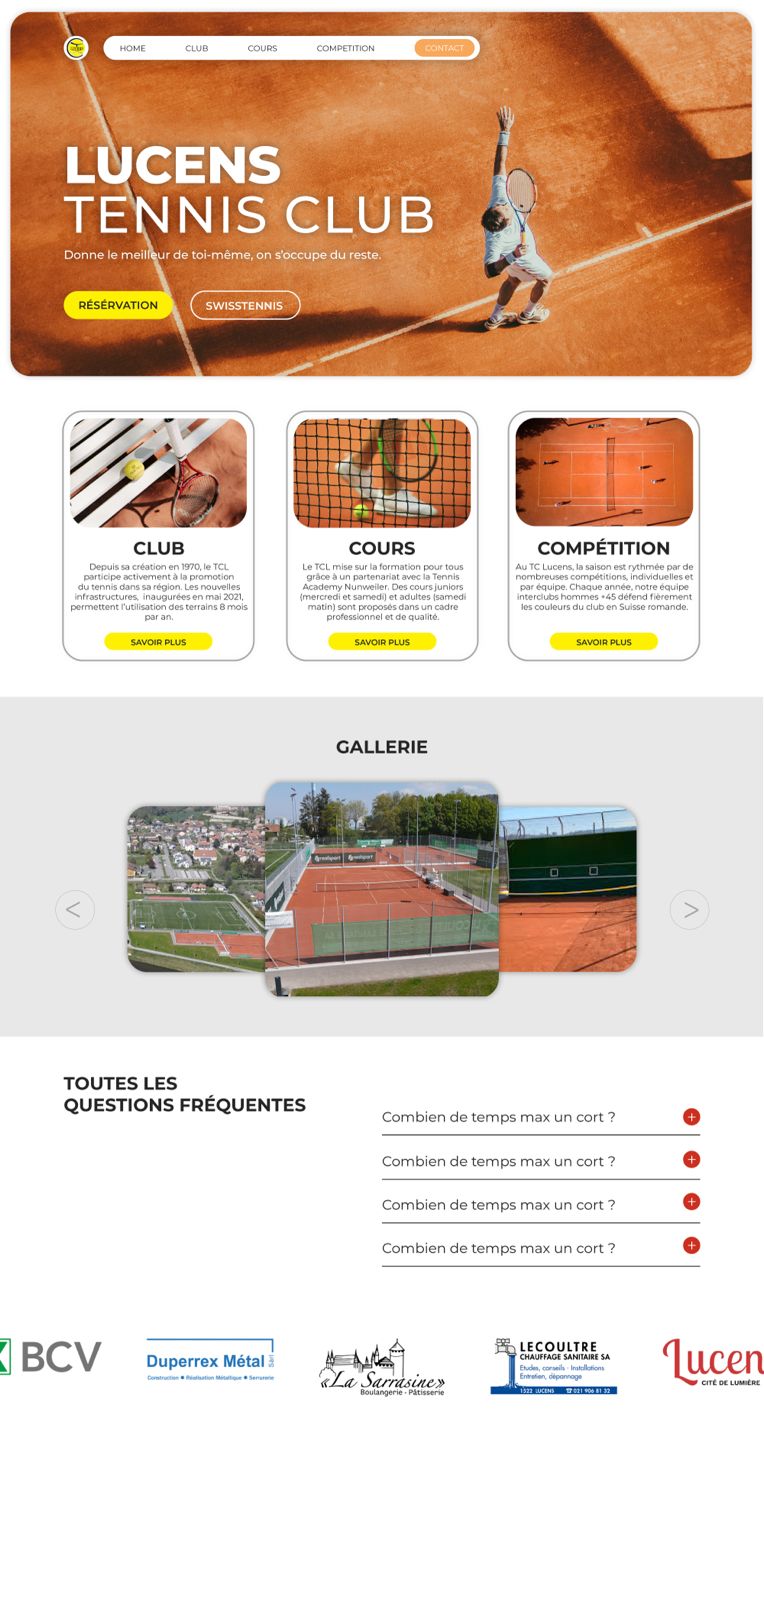 HOME CLUB COURS COMPETITION CONTACT
LUCENS
TENNIS CLUB
Donne le meilleur de toi-même, on s'occupe du reste.
RÉSÉRVATION SWISSTENNIS
CLUB
Depuis sa création en 1970, le TCL
participe activement à la promotion
du tennis dans sa région. Les nouvelles
infrastructures, inaugurées en mai 2021,
permettent l'utilisation des terrains 8 mois
par an.
SAVOIR PLUS
COURS
Le TCL mise sur la formation pour tous
grâce à un partenariat avec la Tennis
Academy Nunweiler. Des cours juniors
(mercredi et samedi) et adultes (samedi
matin) sont proposés dans un cadre
professionnel et de qualité.
SAVOIR PLUS
COMPÉTITION
Au TC Lucens, la saison est rythmée par de
nombreuses compétitions, individuelles et
par équipe. Chaque année, notre équipe
interclubs hommes +45 défend fièrement
les couleurs du club en Suisse romande.
SAVOIR PLUS
GALLERIE
realsport realsport
< >
TOUTES LES
QUESTIONS FRÉQUENTES
Combien de temps max un cort ? +
Combien de temps max un cort ? +
Combien de temps max un cort ? +
Combien de temps max un cort ? +
BCV
Duperrex Métal Sàrl
Construction Réalisation Métallique Serrurerie
«La Sarrasine»
Boulangerie - Pâtisserie
LECOULTRE
CHAUFFAGE SANITAIRE SA
Etudes, conseils - Installations
Entretien, dépannage
1522 LUCENS ☎ 021 906 81 32
Lucen
CITÉ DE LUMIÈRE